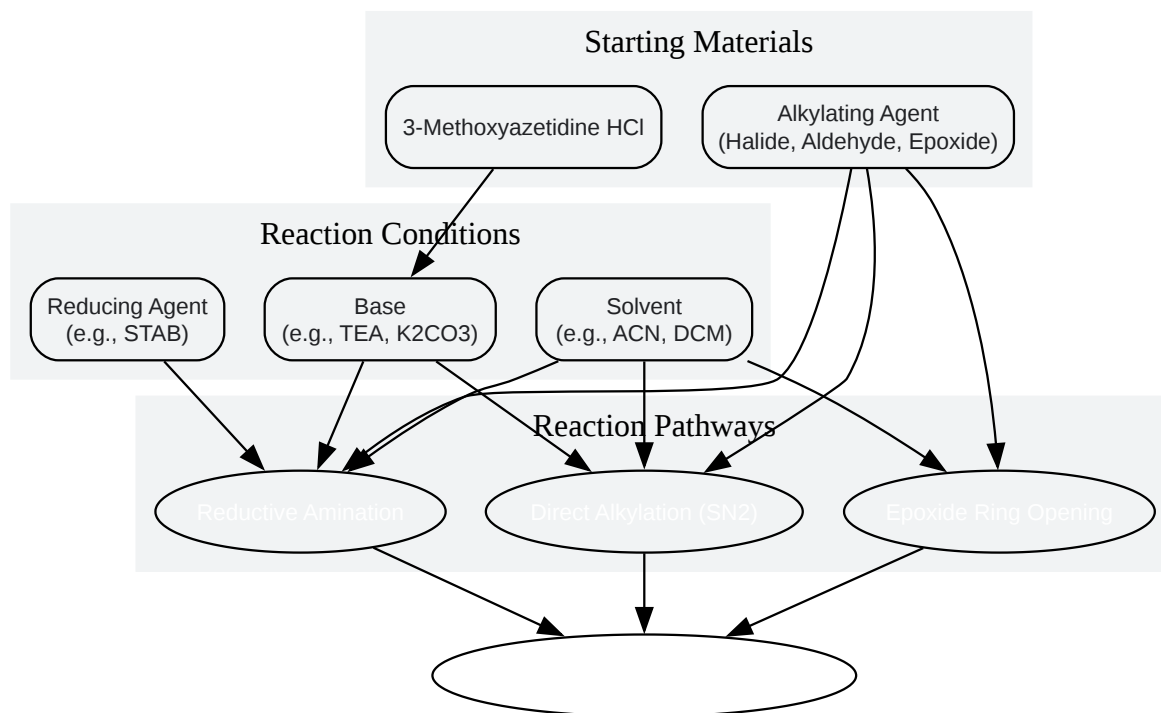 Starting Materials
3-Methoxyazetidine HCl
Alkylating Agent
(Halide, Aldehyde, Epoxide)
Reaction Conditions
Reducing Agent
(e.g., STAB)
Base
(e.g., TEA, K2CO3)
Solvent
(e.g., ACN, DCM)
Reaction Pathways
Reductive Amination
Direct Alkylation (SN2)
Epoxide Ring Opening